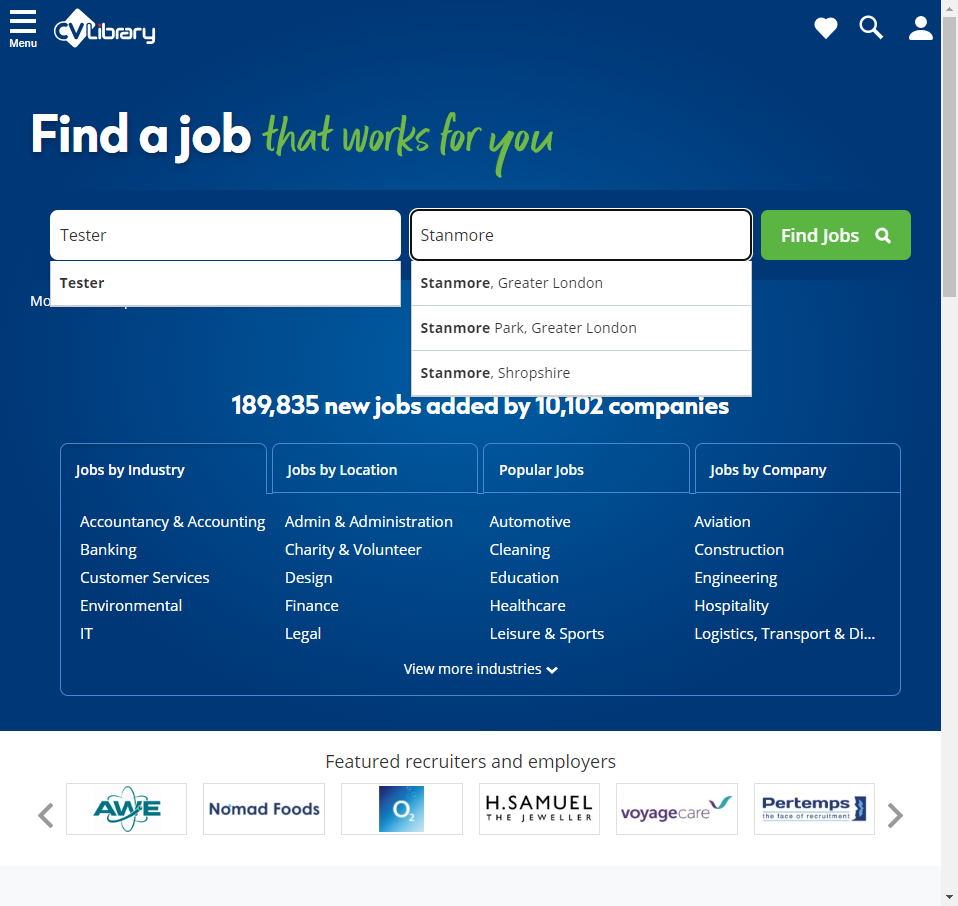 Menu
CVLibrary
Find a job that works for you
Tester
Stanmore
Find Jobs
Tester
Mo
Stanmore, Greater London
Stanmore Park, Greater London
Stanmore, Shropshire
189,835 new jobs added by 10,102 companies
Jobs by Industry
Jobs by Location
Popular Jobs
Jobs by Company
Accountancy & Accounting
Admin & Administration
Automotive
Aviation
Banking
Charity & Volunteer
Cleaning
Construction
Customer Services
Design
Education
Engineering
Environmental
Finance
Healthcare
Hospitality
IT
Legal
Leisure & Sports
Logistics, Transport & Di...
View more industries
Featured recruiters and employers
AWE
Nomad Foods
O2
H.SAMUEL
THE JEWELLER
voyagecare
Pertemps
the face of recruitment